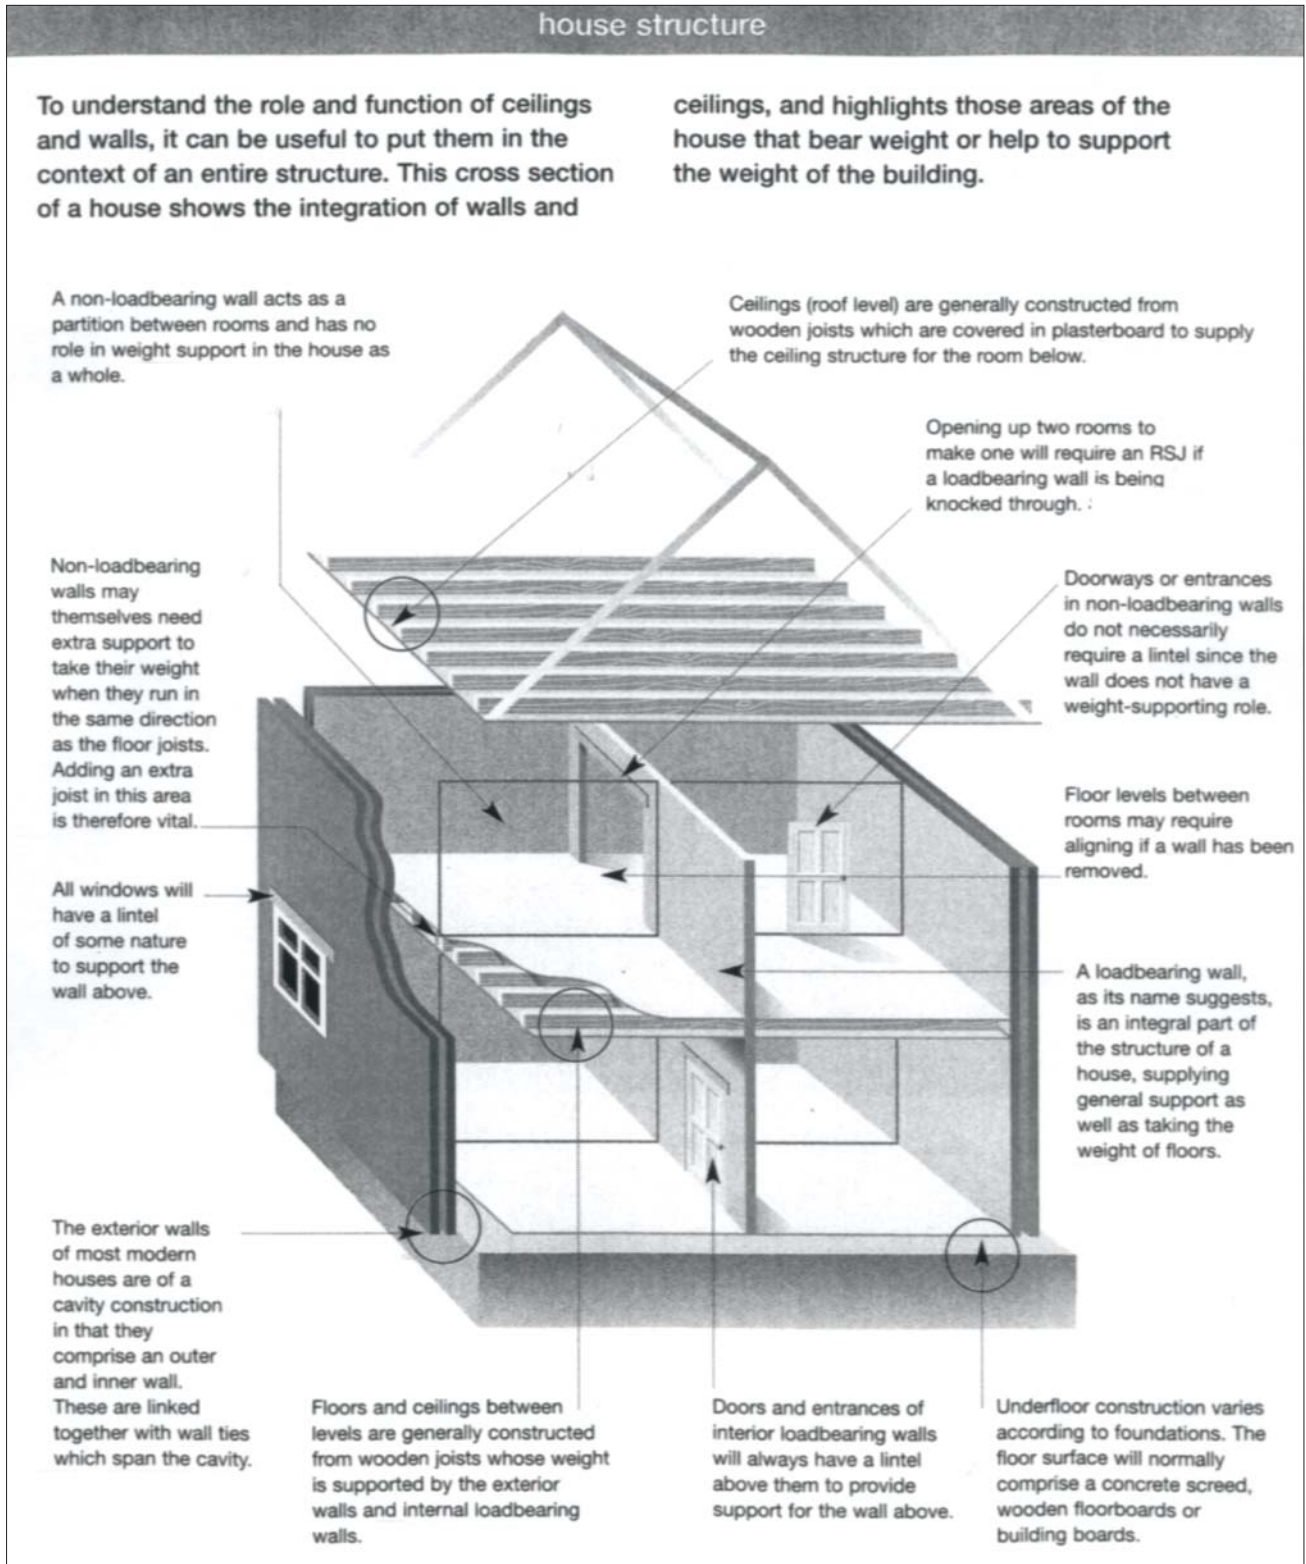 house structure
To understand the role and function of ceilings
and walls, it can be useful to put them in the
context of an entire structure. This cross section
of a house shows the integration of walls and
ceilings, and highlights those areas of the
house that bear weight or help to support
the weight of the building.
A non-loadbearing wall acts as a
partition between rooms and has no
role in weight support in the house as
a whole.
Ceilings (roof level) are generally constructed from
wooden joists which are covered in plasterboard to supply
the ceiling structure for the room below.
Opening up two rooms to
make one will require an RSJ if
a loadbearing wall is being
knocked through.
Non-loadbearing
walls may
themselves need
extra support to
take their weight
when they run in
the same direction
as the floor joists.
Adding an extra
joist in this area
is therefore vital.
Doorways or entrances
in non-loadbearing walls
do not necessarily
require a lintel since the
wall does not have a
weight-supporting role.
Floor levels between
rooms may require
aligning if a wall has been
removed.
All windows will
have a lintel
of some nature
to support the
wall above.
A loadbearing wall,
as its name suggests,
is an integral part of
the structure of a
house, supplying
general support as
well as taking the
weight of floors.
The exterior walls
of most modern
houses are of a
cavity construction
in that they
comprise an outer
and inner wall.
These are linked
together with wall ties
which span the cavity.
Floors and ceilings between
levels are generally constructed
from wooden joists whose weight
is supported by the exterior
walls and internal loadbearing
walls.
Doors and entrances of
interior loadbearing walls
will always have a lintel
above them to provide
support for the wall above.
Underfloor construction varies
according to foundations. The
floor surface will normally
comprise a concrete screed,
wooden floorboards or
building boards.